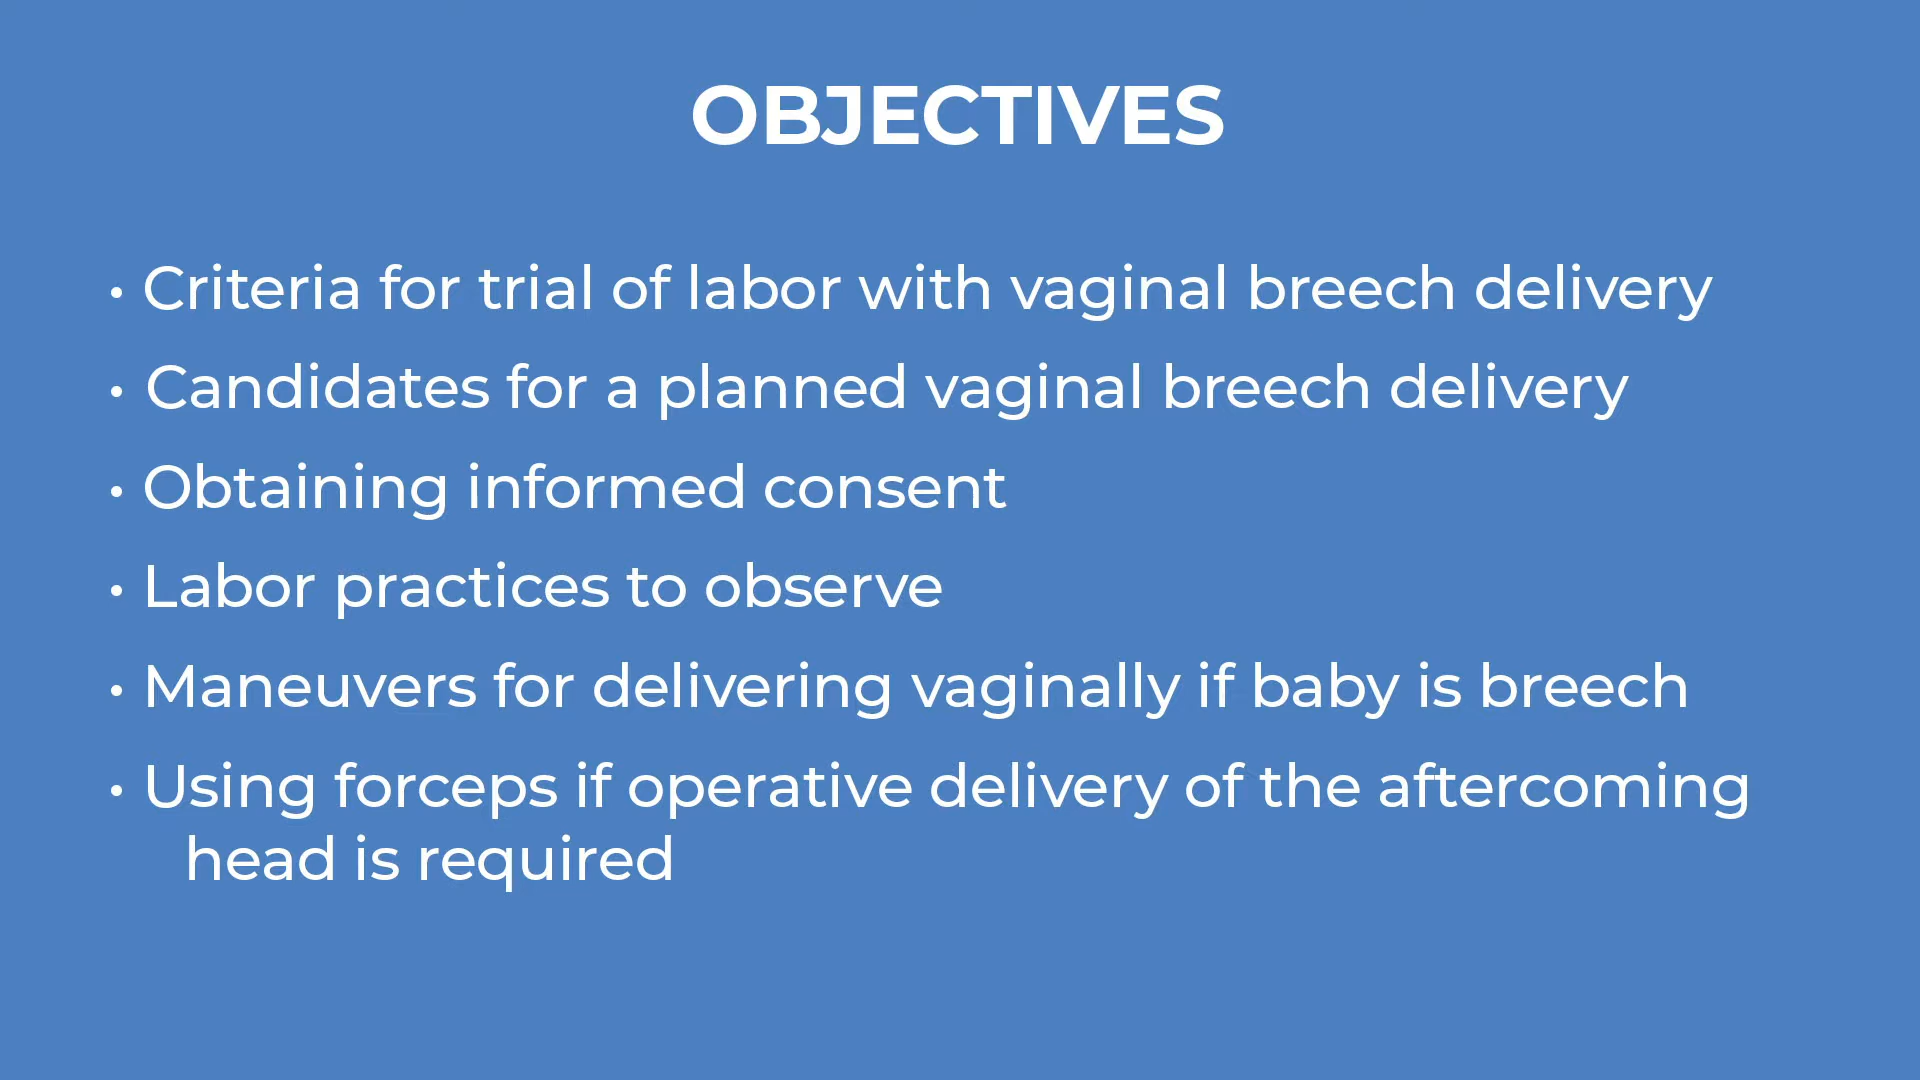 OBJECTIVES
• Criteria for trial of labor with vaginal breech delivery
• Candidates for a planned vaginal breech delivery
• Obtaining informed consent
• Labor practices to observe
• Maneuvers for delivering vaginally if baby is breech
• Using forceps if operative delivery of the aftercoming
head is required